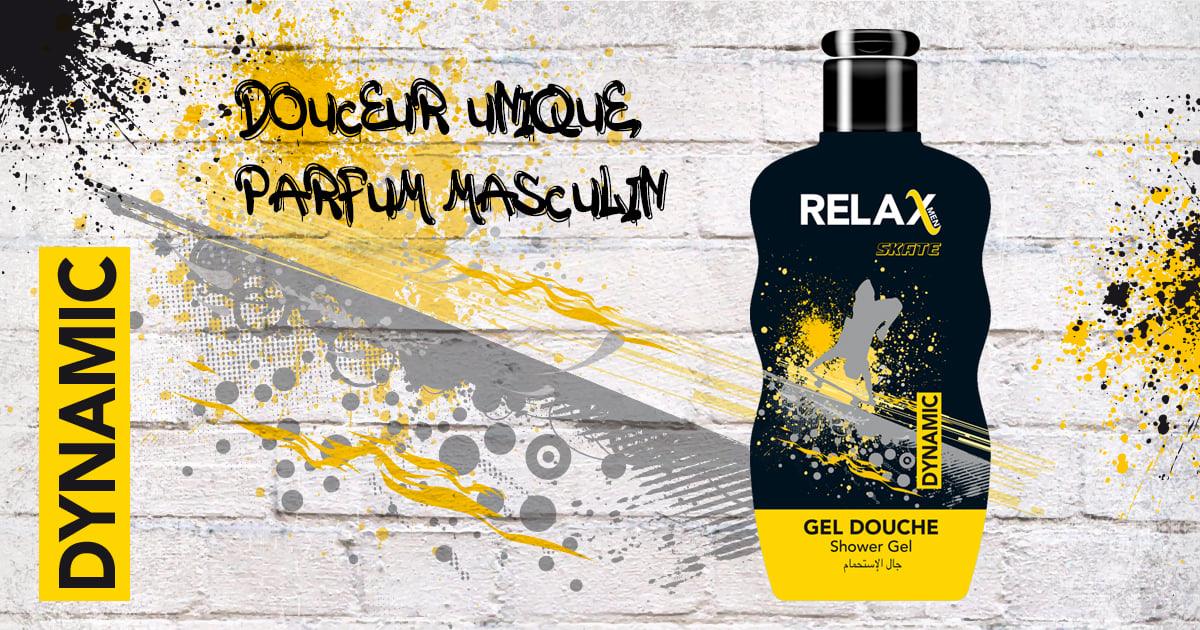 DOUCEUR UNIQUE,
PARFUM MASCULIN
DYNAMIC
RELAX
MEN
SKATE
DYNAMIC
GEL DOUCHE
Shower Gel
جال الإستحمام